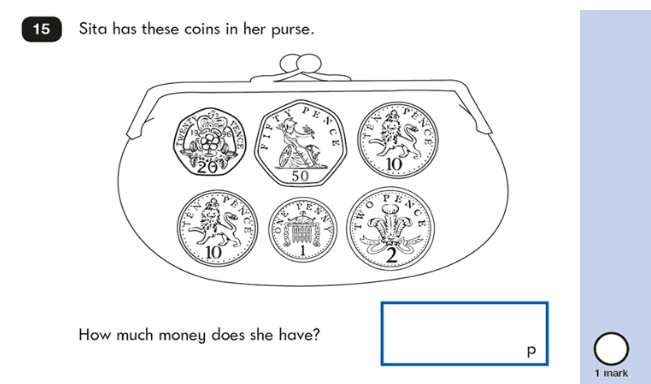 15 Sita has these coins in her purse.
TWENTY PENCE 1998 20
FIFTY PENCE 50
TEN PENCE 10
TEN PENCE 10
ONE PENNY 1
TWO PENCE 2
How much money does she have?
p
1 mark